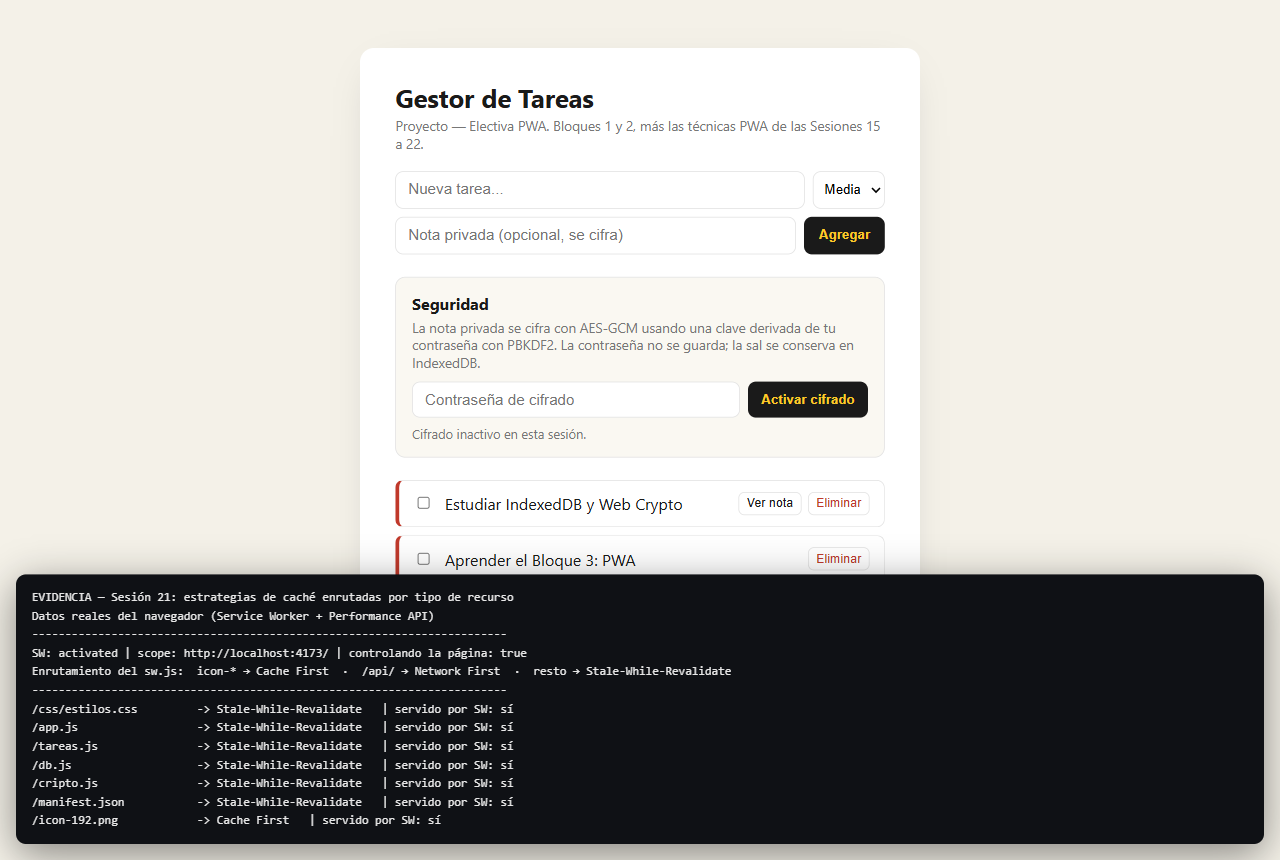 Gestor de Tareas
Proyecto — Electiva PWA. Bloques 1 y 2, más las técnicas PWA de las Sesiones 15
a 22.
Nueva tarea...
Media
Nota privada (opcional, se cifra)
Agregar
Seguridad
La nota privada se cifra con AES-GCM usando una clave derivada de tu
contraseña con PBKDF2. La contraseña no se guarda; la sal se conserva en
IndexedDB.
Contraseña de cifrado
Activar cifrado
Cifrado inactivo en esta sesión.
Estudiar IndexedDB y Web Crypto
Ver nota
Eliminar
Aprender el Bloque 3: PWA
Eliminar
EVIDENCIA — Sesión 21: estrategias de caché enrutadas por tipo de recurso
Datos reales del navegador (Service Worker + Performance API)
------------------------------------------------------------------------
SW: activated | scope: http://localhost:4173/ | controlando la página: true
Enrutamiento del sw.js:  icon-* → Cache First  ·  /api/ → Network First  ·  resto → Stale-While-Revalidate
------------------------------------------------------------------------
/css/estilos.css         -> Stale-While-Revalidate   | servido por SW: sí
/app.js                  -> Stale-While-Revalidate   | servido por SW: sí
/tareas.js               -> Stale-While-Revalidate   | servido por SW: sí
/db.js                   -> Stale-While-Revalidate   | servido por SW: sí
/cripto.js               -> Stale-While-Revalidate   | servido por SW: sí
/manifest.json           -> Stale-While-Revalidate   | servido por SW: sí
/icon-192.png            -> Cache First   | servido por SW: sí